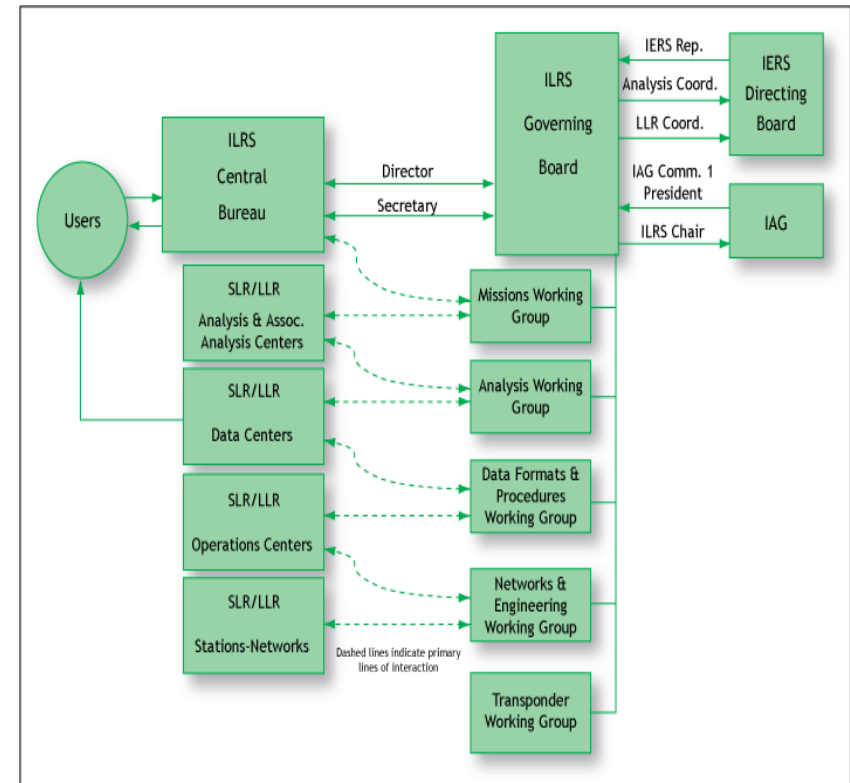 Users
ILRS
Central
Bureau
Director
Secretary
ILRS
Governing
Board
IERS Rep.
Analysis Coord.
LLR Coord.
IERS
Directing
Board
IAG Comm. 1
President
ILRS Chair
IAG
SLR/LLR
Analysis & Assoc.
Analysis Centers
SLR/LLR
Data Centers
SLR/LLR
Operations Centers
SLR/LLR
Stations-Networks
Missions Working
Group
Analysis Working
Group
Data Formats &
Procedures
Working Group
Networks &
Engineering
Working Group
Dashed lines indicate primary
lines of interaction
Transponder
Working Group